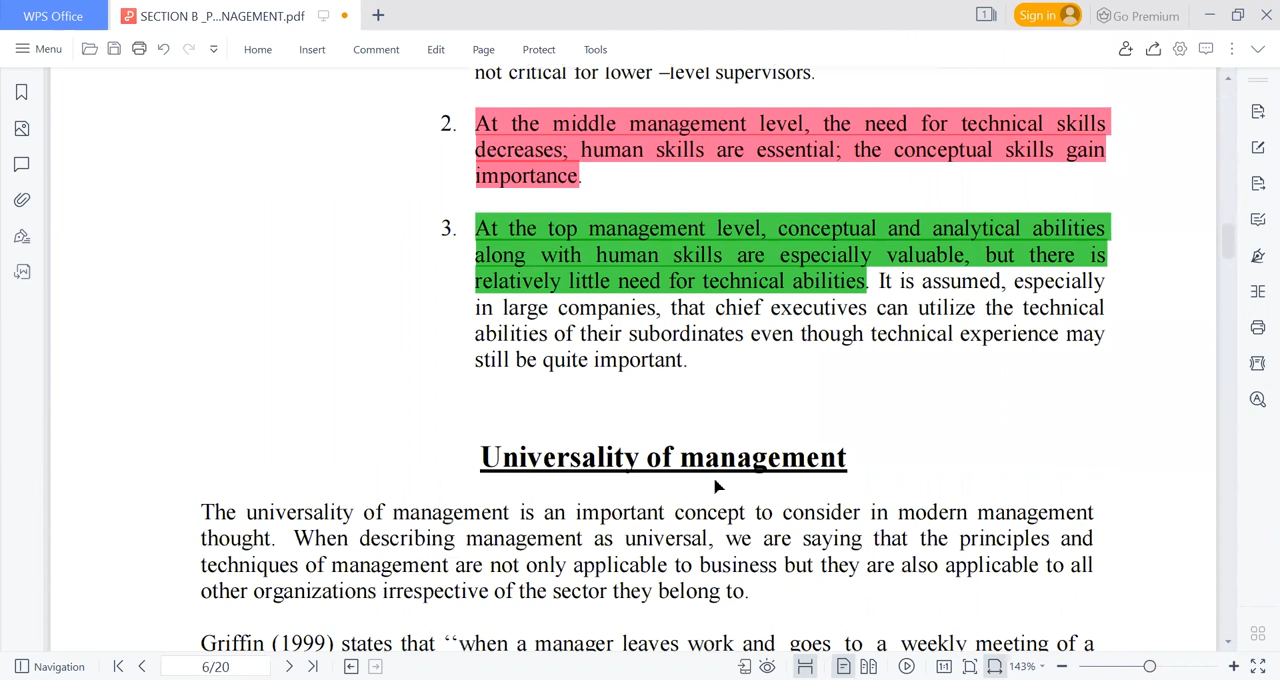 WPS Office
SECTION B _P...NAGEMENT.pdf
Sign in
Go Premium
Menu
Home Insert Comment Edit Page Protect Tools
not critical for lower –level supervisors.
2. At the middle management level, the need for technical skills
decreases; human skills are essential; the conceptual skills gain
importance.
3. At the top management level, conceptual and analytical abilities
along with human skills are especially valuable, but there is
relatively little need for technical abilities. It is assumed, especially
in large companies, that chief executives can utilize the technical
abilities of their subordinates even though technical experience may
still be quite important.
Universality of management
The universality of management is an important concept to consider in modern management
thought. When describing management as universal, we are saying that the principles and
techniques of management are not only applicable to business but they are also applicable to all
other organizations irrespective of the sector they belong to.
Griffin (1999) states that ‘‘when a manager leaves work and goes to a weekly meeting of a
Navigation 6/20 1:1 143%